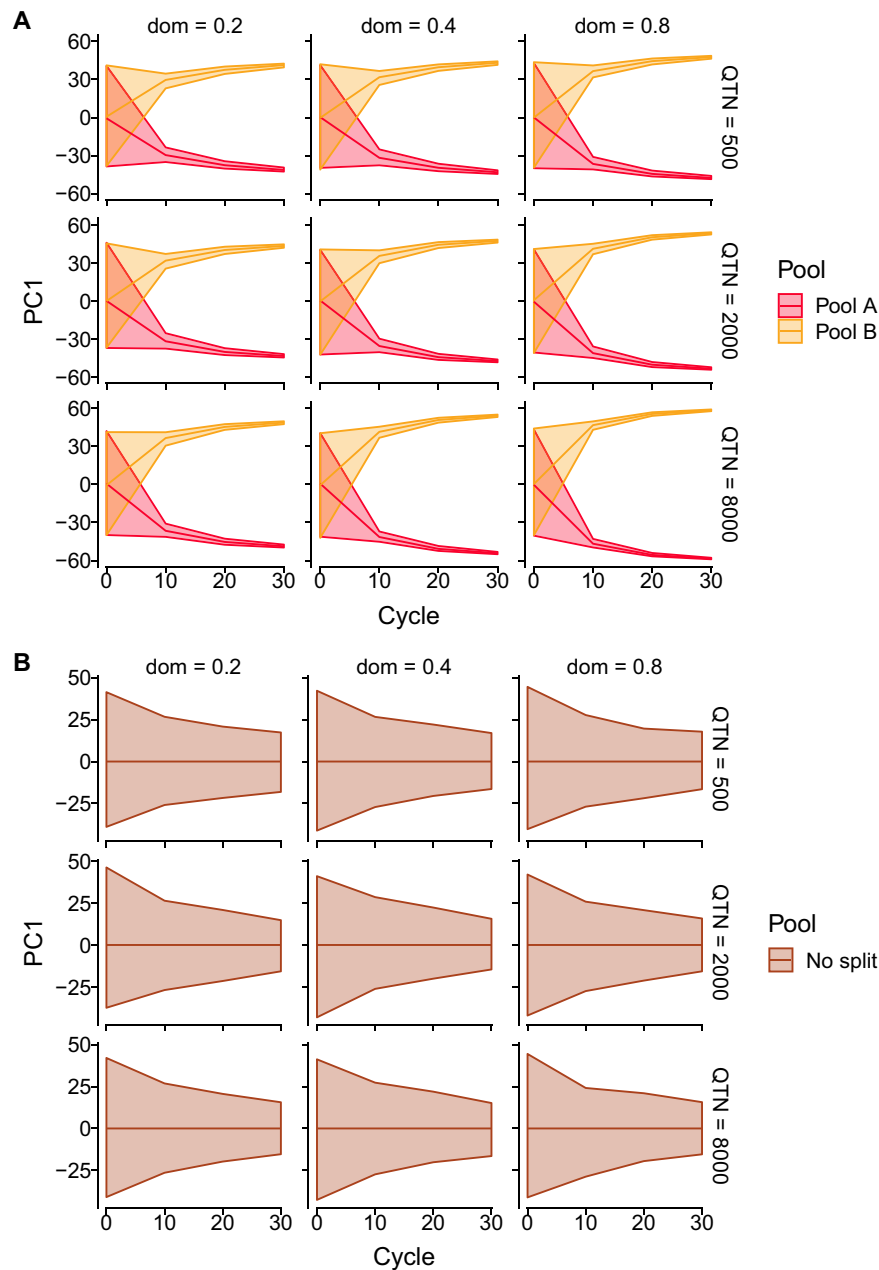 A
dom = 0.2 dom = 0.4 dom = 0.8
60
30
0
−30
−60
QTN = 500
60
30
0
−30
−60
QTN = 2000
60
30
0
−30
−60
QTN = 8000
PC1
0 10 20 30 0 10 20 30 0 10 20 30
Cycle
Pool
Pool A
Pool B
B
dom = 0.2 dom = 0.4 dom = 0.8
50
25
0
−25
QTN = 500
50
25
0
−25
QTN = 2000
50
25
0
−25
QTN = 8000
PC1
0 10 20 30 0 10 20 30 0 10 20 30
Cycle
Pool
No split